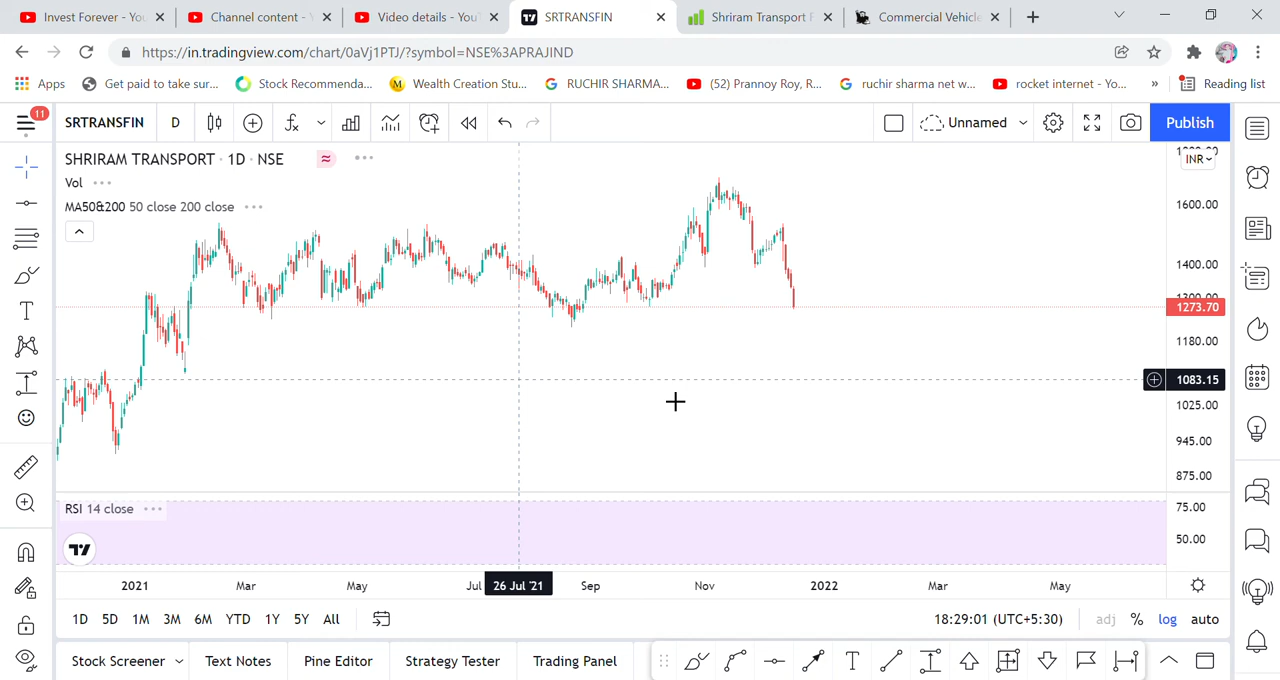 Invest Forever - You
Channel content - Yo
Video details - YouT
SRTRANSFIN
Shriram Transport F
Commercial Vehicle
https://in.tradingview.com/chart/0aVj1PTJ/?symbol=NSE%3APRAJIND
Apps
Get paid to take sur...
Stock Recommenda...
Wealth Creation Stu...
RUCHIR SHARMA...
(52) Prannoy Roy, R...
ruchir sharma net w...
rocket internet - Yo...
»
Reading list
11
SRTRANSFIN
D
Unnamed
Publish
SHRIRAM TRANSPORT · 1D · NSE
INR
Vol
MA50&200 50 close 200 close
1600.00
1400.00
1300.00
1273.70
1180.00
1083.15
1025.00
945.00
875.00
RSI 14 close
75.00
50.00
2021
Mar
May
Jul
26 Jul '21
Sep
Nov
2022
Mar
May
1D
5D
1M
3M
6M
YTD
1Y
5Y
All
18:29:01 (UTC+5:30)
adj
%
log
auto
Stock Screener
Text Notes
Pine Editor
Strategy Tester
Trading Panel